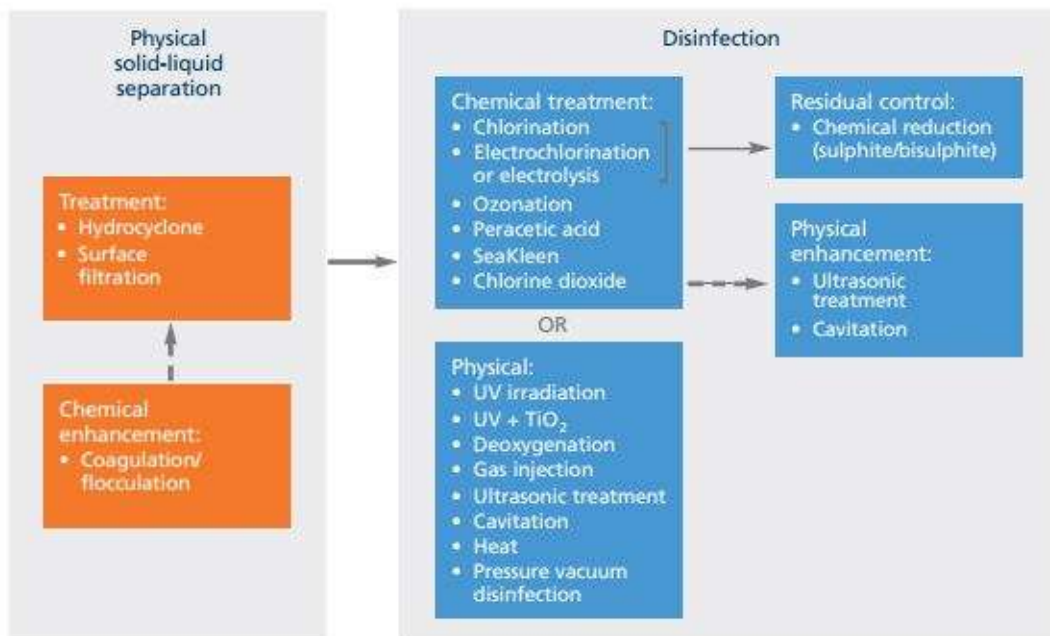 Physical
solid-liquid
separation
Treatment:
• Hydrocyclone
• Surface
filtration
Chemical
enhancement:
• Coagulation/
flocculation
Disinfection
Chemical treatment:
• Chlorination
• Electrochlorination
or electrolysis
• Ozonation
• Peracetic acid
• SeaKleen
• Chlorine dioxide
OR
Physical:
• UV irradiation
• UV + TiO₂
• Deoxygenation
• Gas injection
• Ultrasonic treatment
• Cavitation
• Heat
• Pressure vacuum
disinfection
Residual control:
• Chemical reduction
(sulphite/bisulphite)
Physical
enhancement:
• Ultrasonic
treatment
• Cavitation